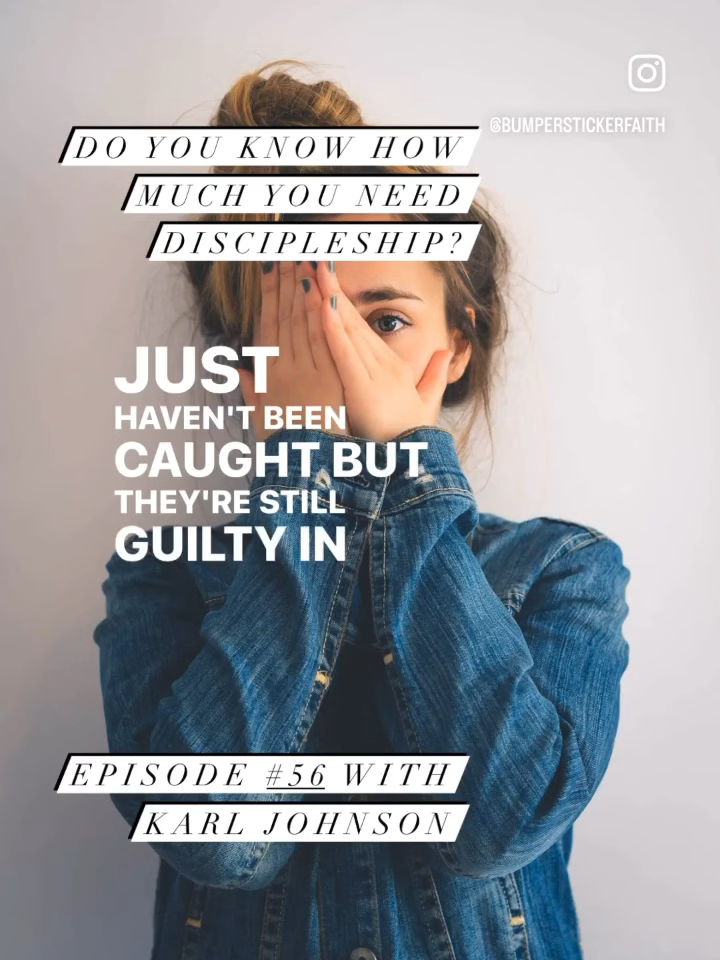 @BUMPERSTICKERFAITH
DO YOU KNOW HOW
MUCH YOU NEED
DISCIPLESHIP?
JUST
HAVEN'T BEEN
CAUGHT BUT
THEY'RE STILL
GUILTY IN
EPISODE #56 WITH
KARL JOHNSON